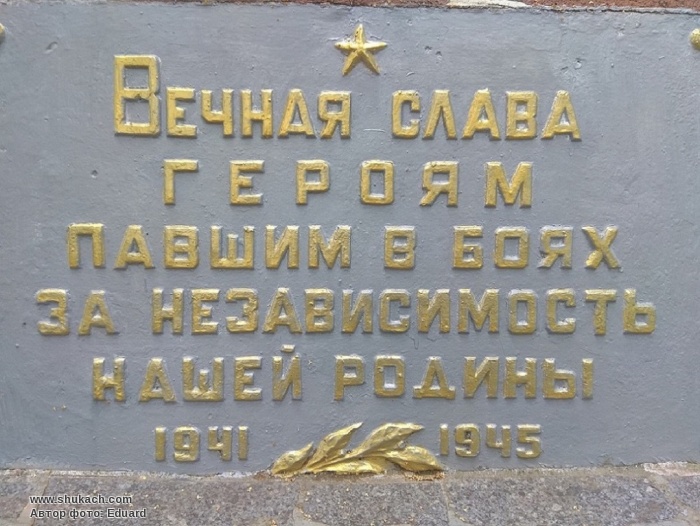 Вечная слава
героям
павшим в боях
за независимость
нашей Родины
1941 1945
www.shukach.com
Автор фото: Eduard